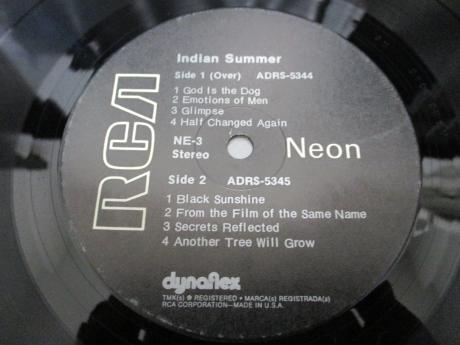 Indian Summer
Side 1 (Over) ADRS-5344
1 God Is the Dog
2 Emotions of Men
3 Glimpse
4 Half Changed Again
RCA
NE-3
Stereo
Neon
Side 2 ADRS-5345
1 Black Sunshine
2 From the Film of the Same Name
3 Secrets Reflected
4 Another Tree Will Grow
dynaflex
TMK(s) ® REGISTERED • MARCA(s) REGISTRADA(s)
RCA CORPORATION—MADE IN U.S.A.